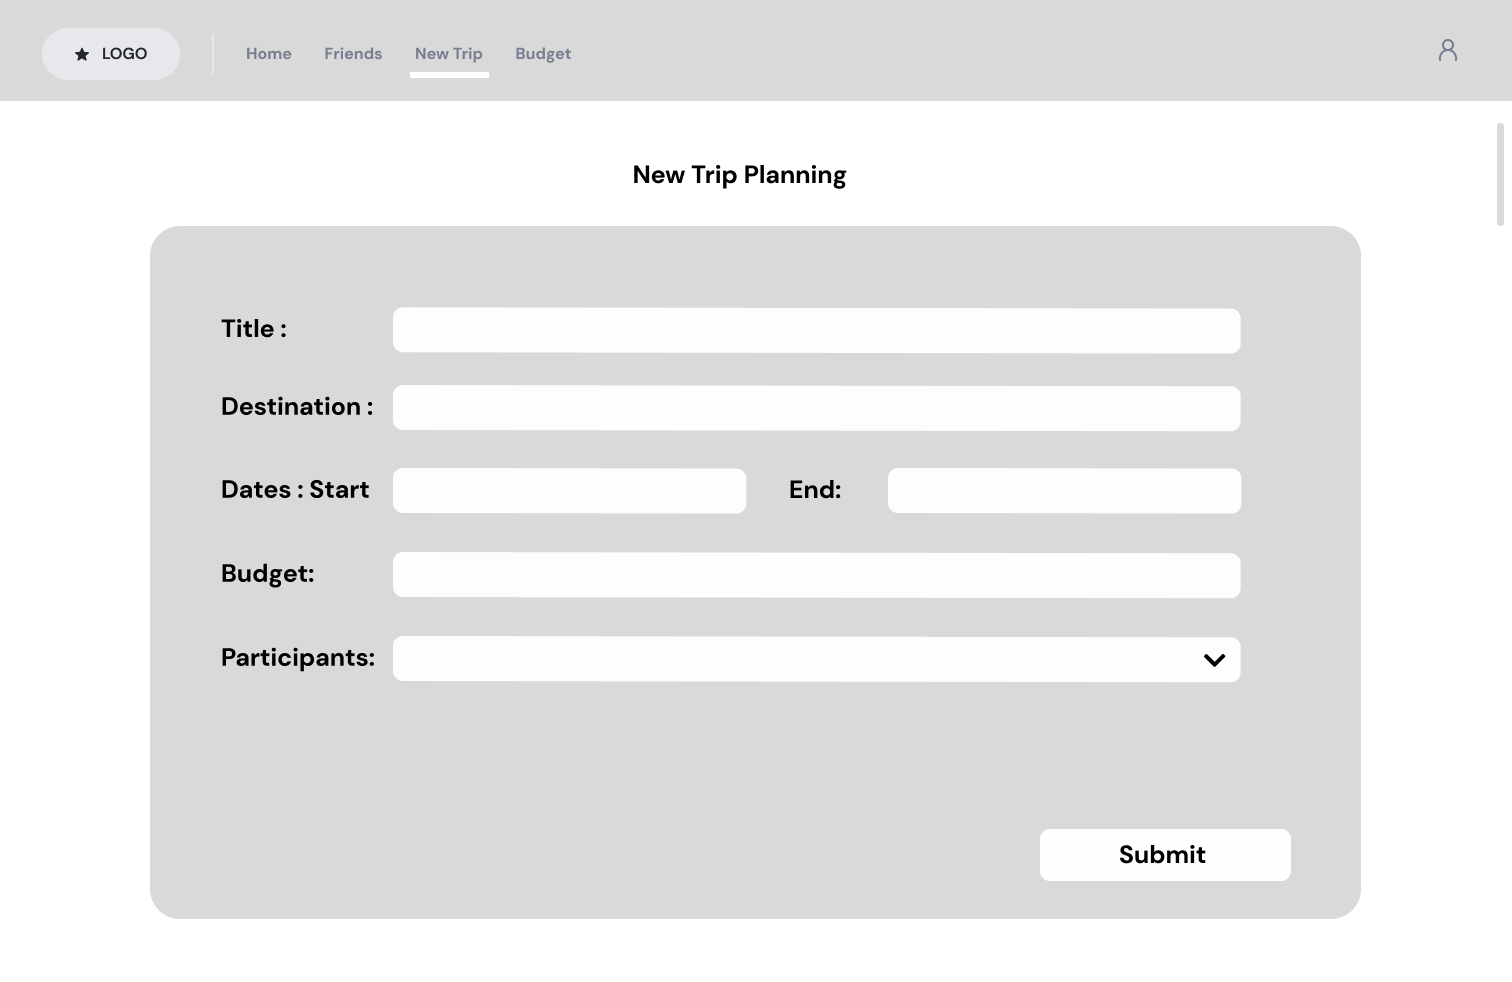 LOGO Home Friends New Trip Budget
New Trip Planning
Title :
Destination :
Dates : Start End:
Budget:
Participants:
Submit